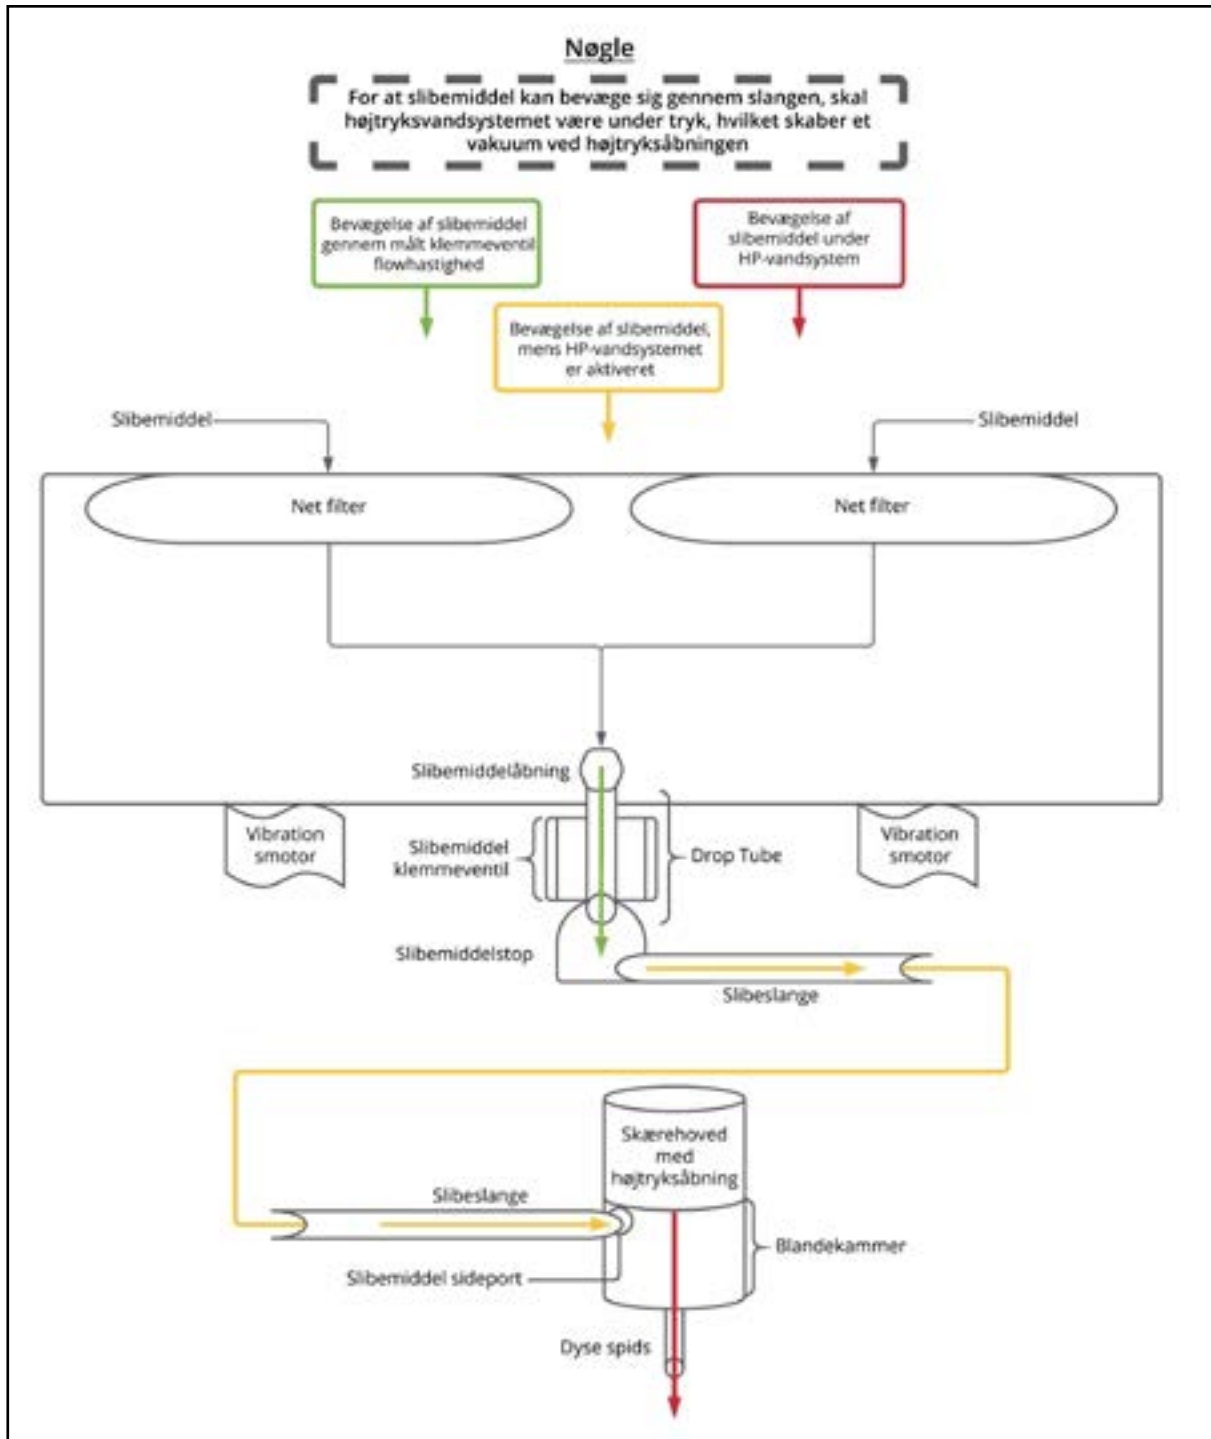 Nøgle
For at slibemiddel kan bevæge sig gennem slangen, skal
højtryksvandsystemet være under tryk, hvilket skaber et
vakuum ved højtryksåbningen
Bevægelse af slibemiddel
gennem målt klemmeventil
flowhastighed
Bevægelse af
slibemiddel under
HP-vandsystem
Bevægelse af slibemiddel,
mens HP-vandsystemet
er aktiveret
Slibemiddel
Slibemiddel
Net filter
Net filter
Slibemiddelåbning
Vibration
smotor
Slibemiddel
klemmeventil
Drop Tube
Vibration
smotor
Slibemiddelstop
Slibeslange
Skærehoved
med
højtryksåbning
Slibeslange
Blandekammer
Slibemiddel sideport
Dyse spids